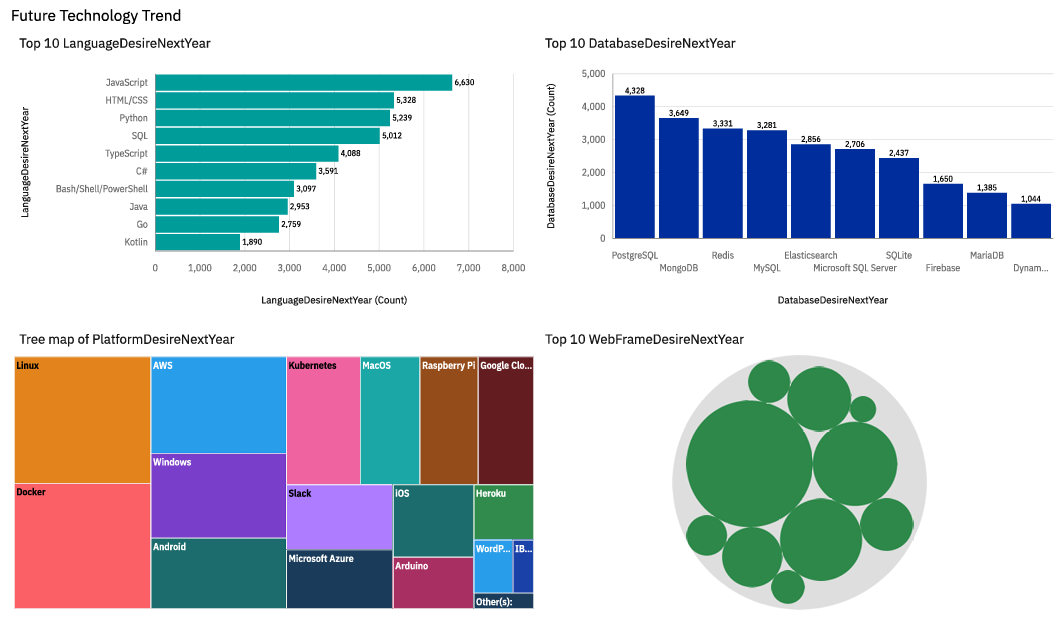 Future Technology Trend
Top 10 LanguageDesireNextYear
LanguageDesireNextYear
JavaScript 6,630
HTML/CSS 5,328
Python 5,239
SQL 5,012
TypeScript 4,088
C# 3,591
Bash/Shell/PowerShell 3,097
Java 2,953
Go 2,759
Kotlin 1,890
0 1,000 2,000 3,000 4,000 5,000 6,000 7,000 8,000
LanguageDesireNextYear (Count)
Top 10 DatabaseDesireNextYear
DatabaseDesireNextYear (Count)
5,000
4,000
3,000
2,000
1,000
0
4,328 3,649 3,331 3,281 2,856 2,706 2,437 1,650 1,385 1,044
PostgreSQL Redis Elasticsearch SQLite MariaDB
MongoDB MySQL Microsoft SQL Server Firebase Dynam...
DatabaseDesireNextYear
Tree map of PlatformDesireNextYear
Linux AWS Kubernetes MacOS Raspberry Pi Google Clo...
Windows
Docker Slack iOS Heroku
Android WordP... IB...
Microsoft Azure Arduino
Other(s):
Top 10 WebFrameDesireNextYear